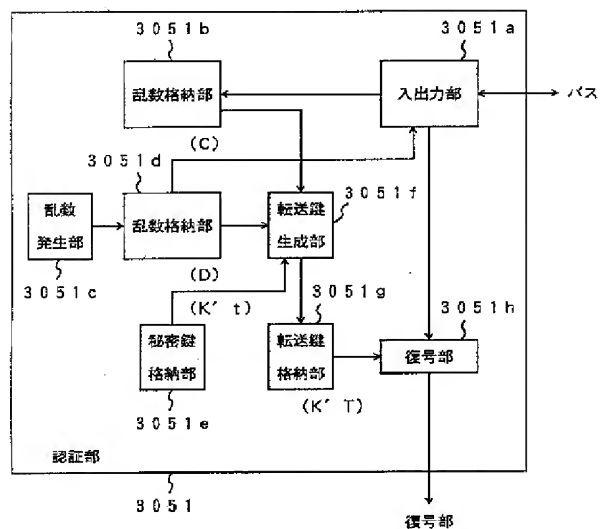 3051b
3051a
乱数格納部
入出力部
バス
(C)
3051d
3051f
乱数
発生部
乱数格納部
転送鍵
生成部
3051c
(D)
(K′t)
3051g
3051h
秘密鍵
格納部
転送鍵
格納部
復号部
(K′T)
3051e
認証部
3051
復号部